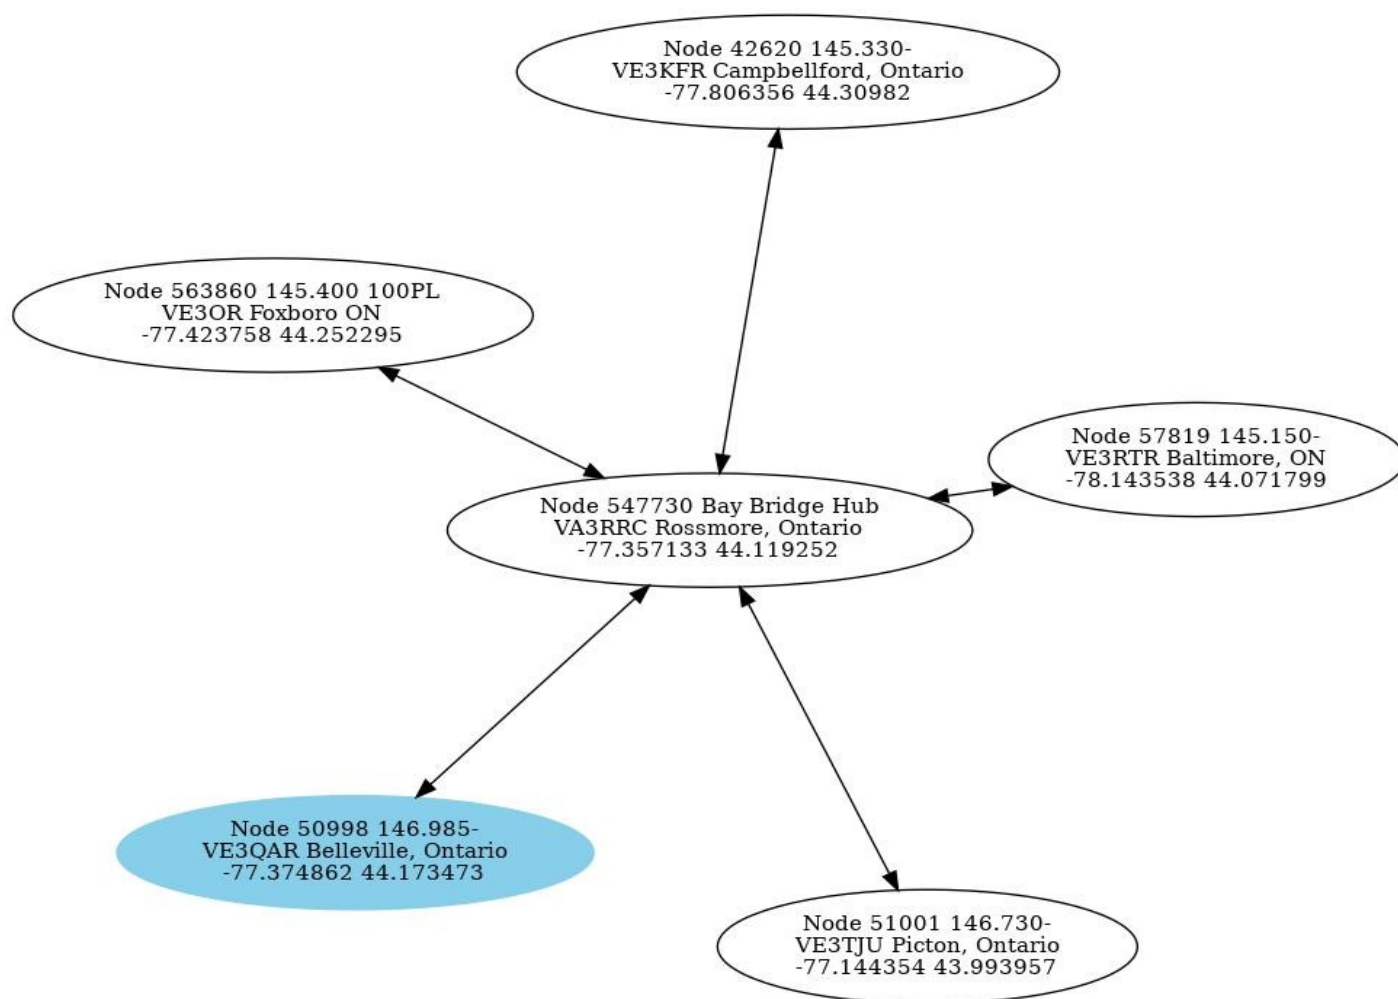 Node 42620 145.330-
VE3KFR Campbellford, Ontario
-77.806356 44.30982
Node 563860 145.400 100PL
VE3OR Foxboro ON
-77.423758 44.252295
Node 57819 145.150-
VE3RTR Baltimore, ON
-78.143538 44.071799
Node 547730 Bay Bridge Hub
VA3RRC Rossmore, Ontario
-77.357133 44.119252
Node 50998 146.985-
VE3QAR Belleville, Ontario
-77.374862 44.173473
Node 51001 146.730-
VE3TJU Picton, Ontario
-77.144354 43.993957